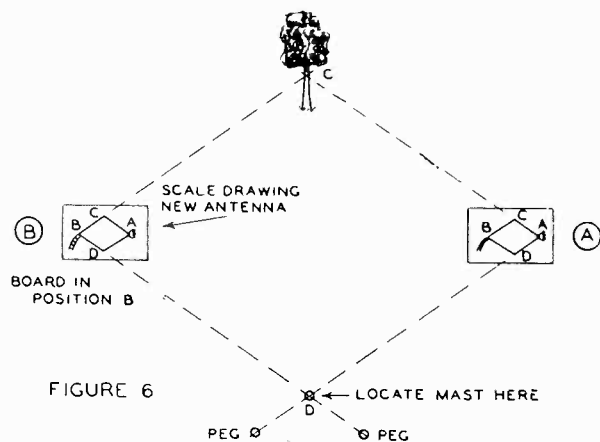 C
SCALE DRAWING
NEW ANTENNA
B
C
B
A
D
C
B
A
D
A
BOARD IN
POSITION B
FIGURE 6
LOCATE MAST HERE
D
PEG
PEG